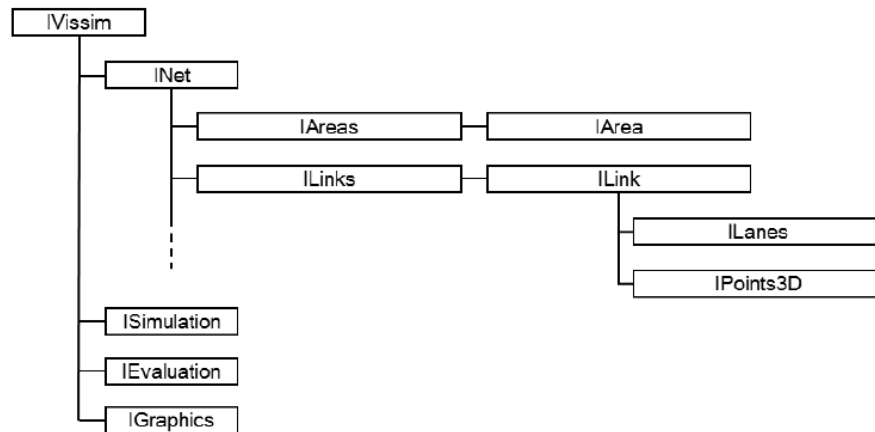 IVissim
INet
IAreas IArea
ILinks ILink
ILanes
IPoints3D
ISimulation
IEvaluation
IGraphics